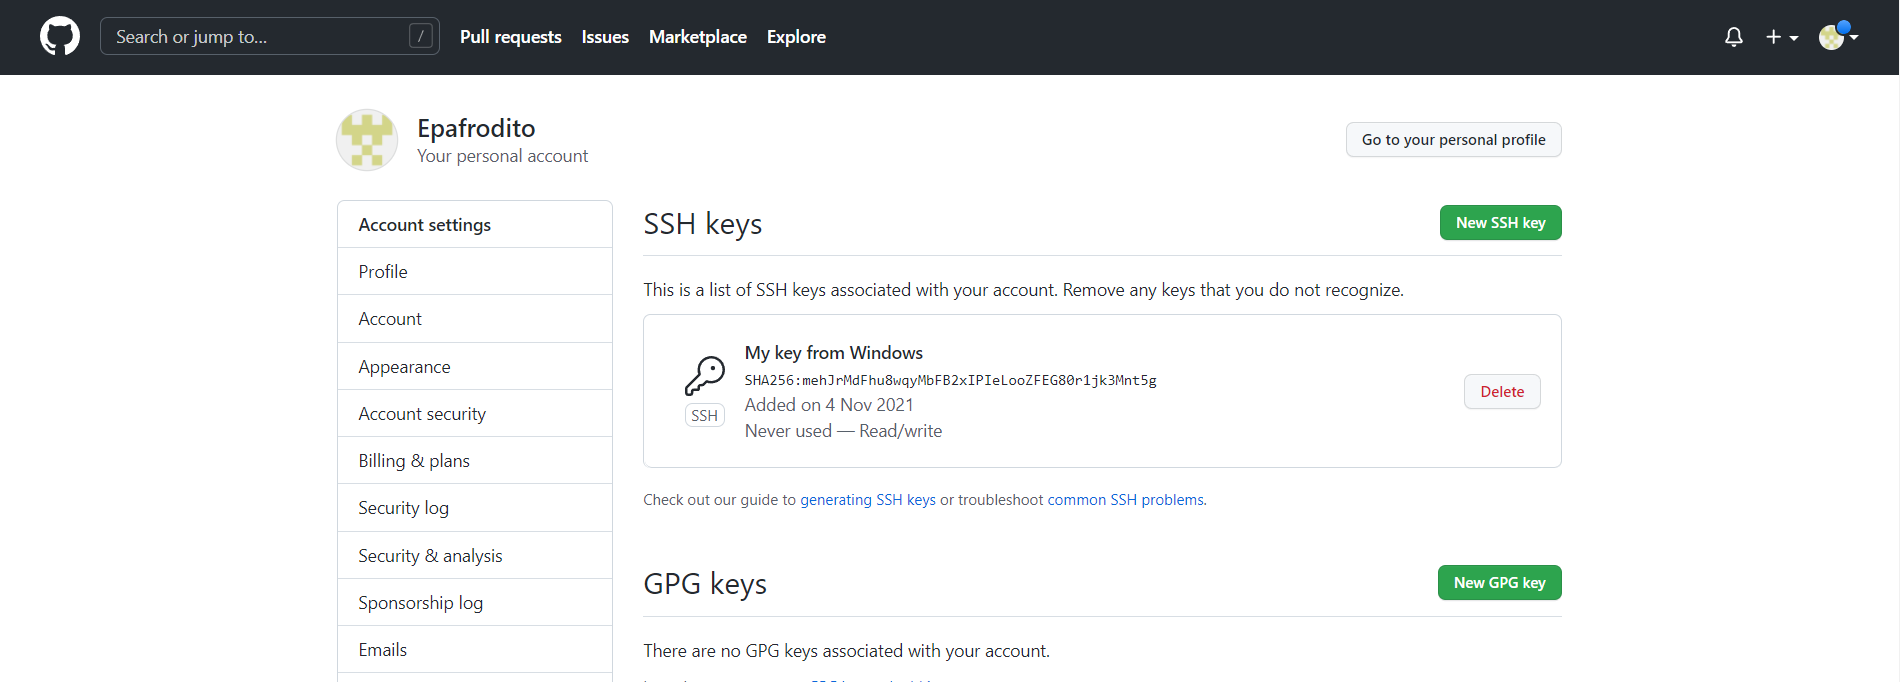 Search or jump to... /
Pull requests
Issues
Marketplace
Explore
Epafrodito
Your personal account
Go to your personal profile
Account settings
Profile
Account
Appearance
Account security
Billing & plans
Security log
Security & analysis
Sponsorship log
Emails
SSH keys
New SSH key
This is a list of SSH keys associated with your account. Remove any keys that you do not recognize.
My key from Windows
SHA256:mehJrMdFhu8wqyMbFB2xIPIeLooZFEG80r1jk3Mnt5g
Added on 4 Nov 2021
Never used — Read/write
SSH
Delete
Check out our guide to generating SSH keys or troubleshoot common SSH problems.
GPG keys
New GPG key
There are no GPG keys associated with your account.